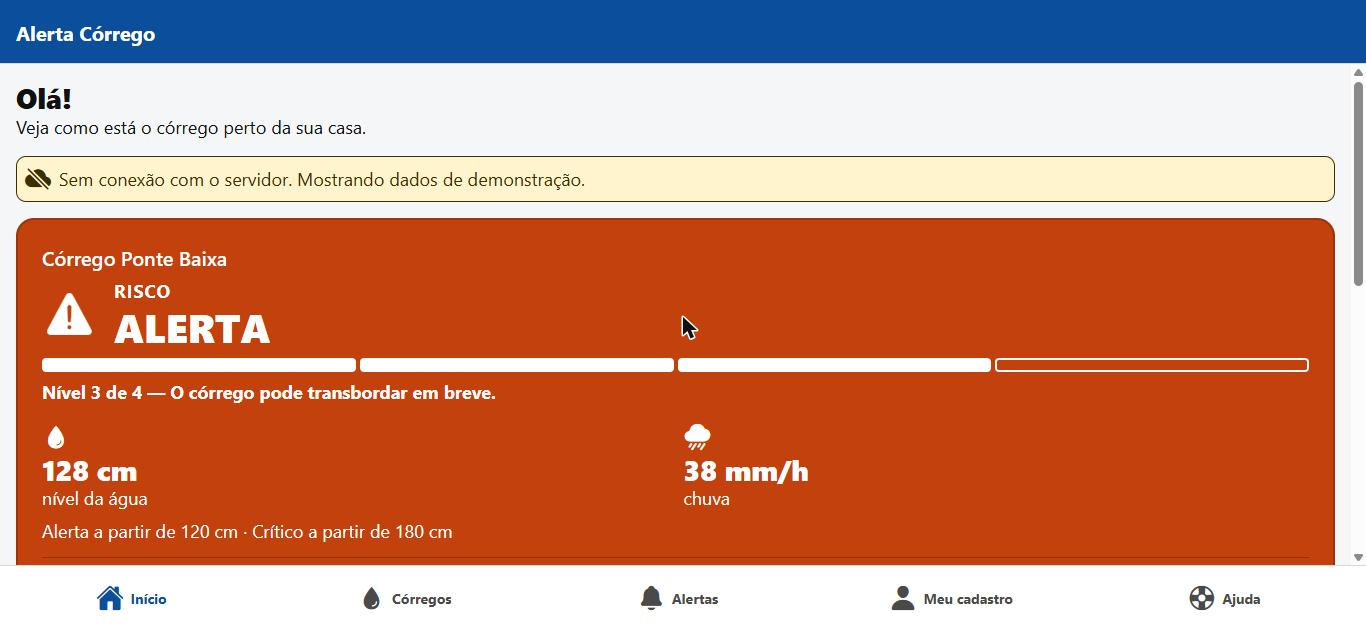 Alerta Córrego
Olá!
Veja como está o córrego perto da sua casa.
Sem conexão com o servidor. Mostrando dados de demonstração.
Córrego Ponte Baixa
RISCO
ALERTA
Nível 3 de 4 — O córrego pode transbordar em breve.
128 cm
nível da água
38 mm/h
chuva
Alerta a partir de 120 cm · Crítico a partir de 180 cm
Início
Córregos
Alertas
Meu cadastro
Ajuda